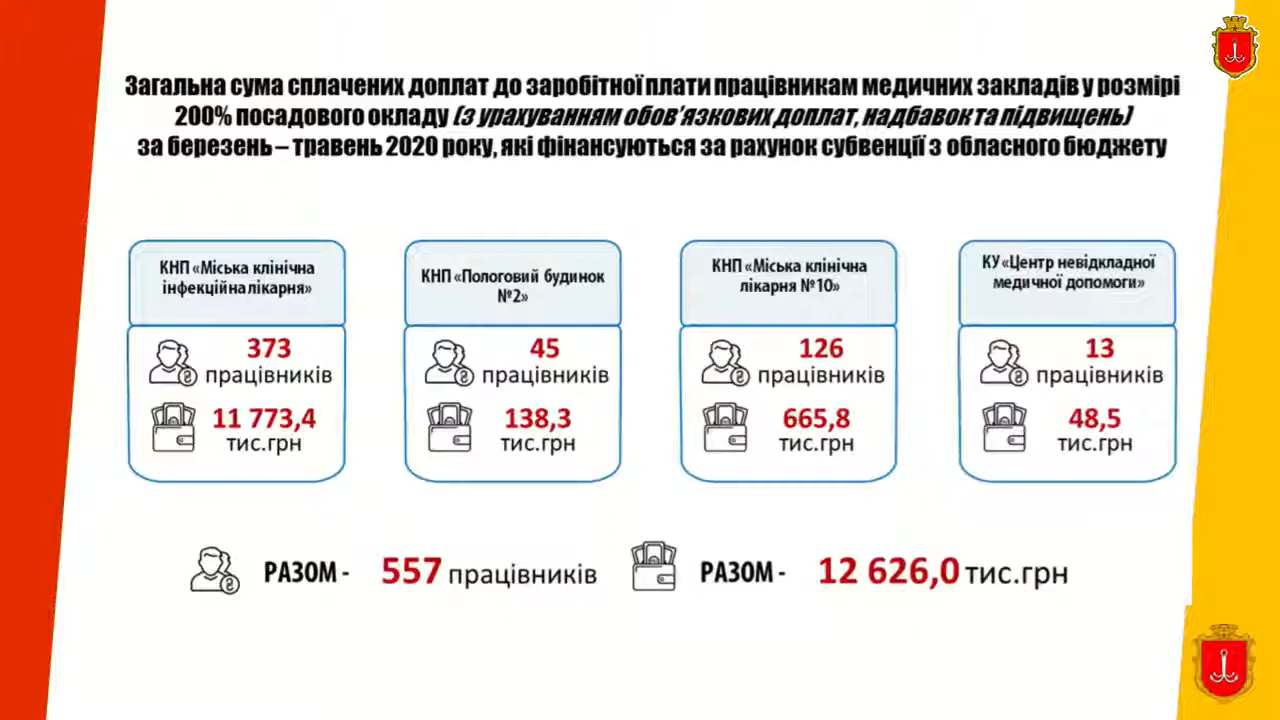 Загальна сума сплачених доплат до заробітної плати працівникам медичних закладів у розмірі
200% посадового окладу (з урахуванням обов’язкових доплат, надбавок та підвищень)
за березень – травень 2020 року, які фінансуються за рахунок субвенції з обласного бюджету
КНП «Міська клінічна
інфекційна лікарня»
373
працівників
11 773,4
тис.грн
КНП «Пологовий будинок
№2»
45
працівників
138,3
тис.грн
КНП «Міська клінічна
лікарня №10»
126
працівників
665,8
тис.грн
КУ «Центр невідкладної
медичної допомоги»
13
працівників
48,5
тис.грн
РАЗОМ - 557 працівників
РАЗОМ - 12 626,0 тис.грн